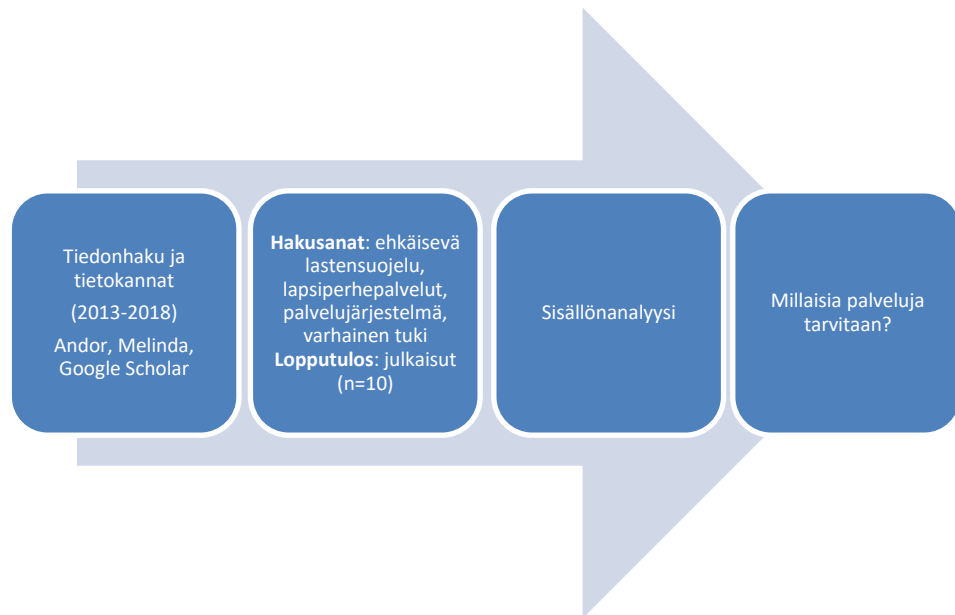 Tiedonhaku ja
tietokannat
(2013-2018)
Andor, Melinda,
Google Scholar
Hakusanat: ehkäisevä
lastensuojelu,
lapsiperhepalvelut,
palvelujärjestelmä,
varhainen tuki
Lopputulos: julkaisut
(n=10)
Sisällönanalyysi
Millaisia palveluja
tarvitaan?